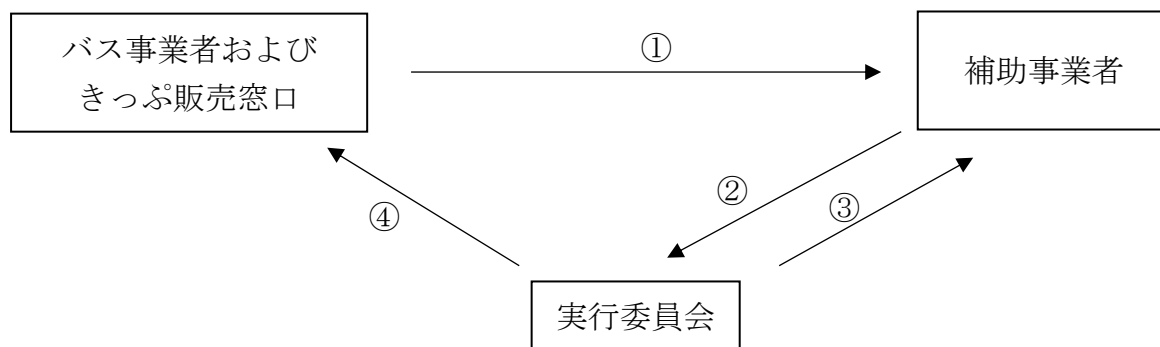 バス事業者および
きっぷ販売窓口
①
補助事業者
②
③
④
実行委員会